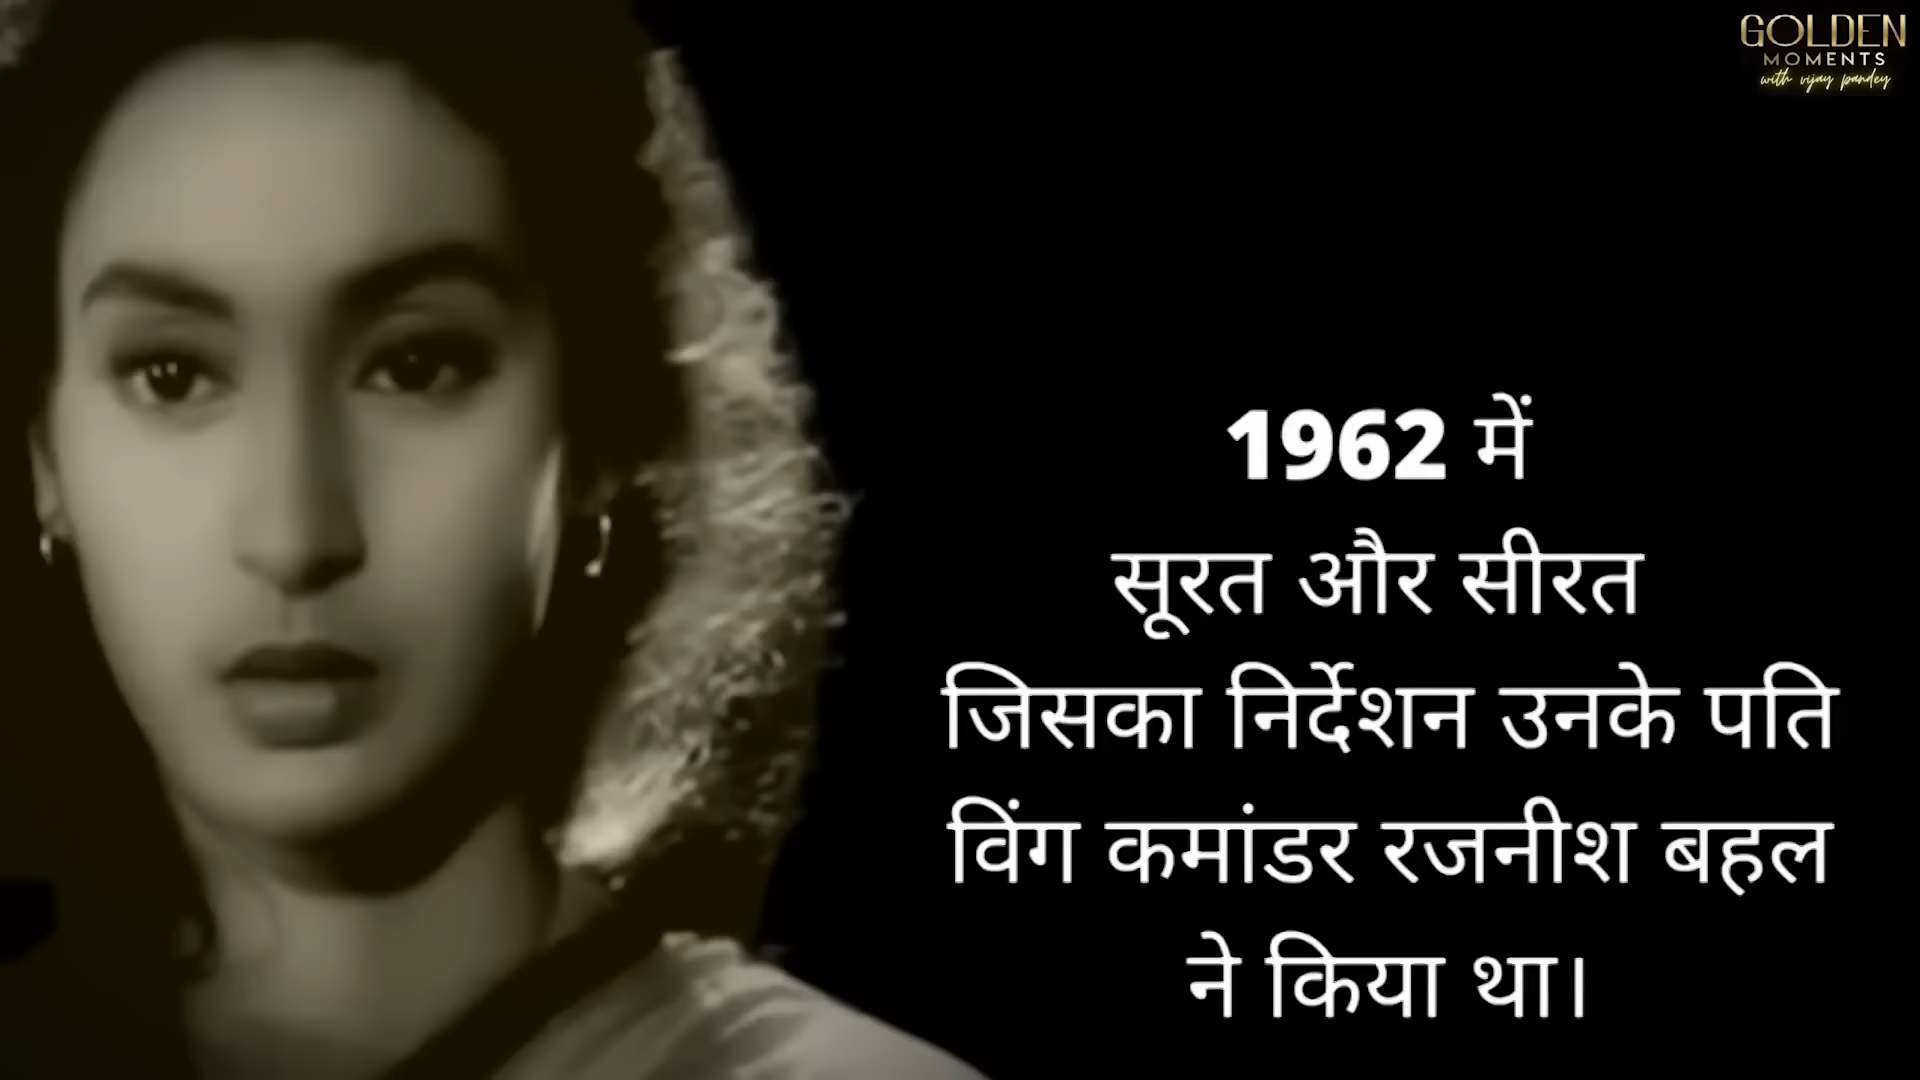 GOLDEN
MOMENTS
with vijay pandey
1962 में
सूरत और सीरत
जिसका निर्देशन उनके पति
विंग कमांडर रजनीश बहल
ने किया था।